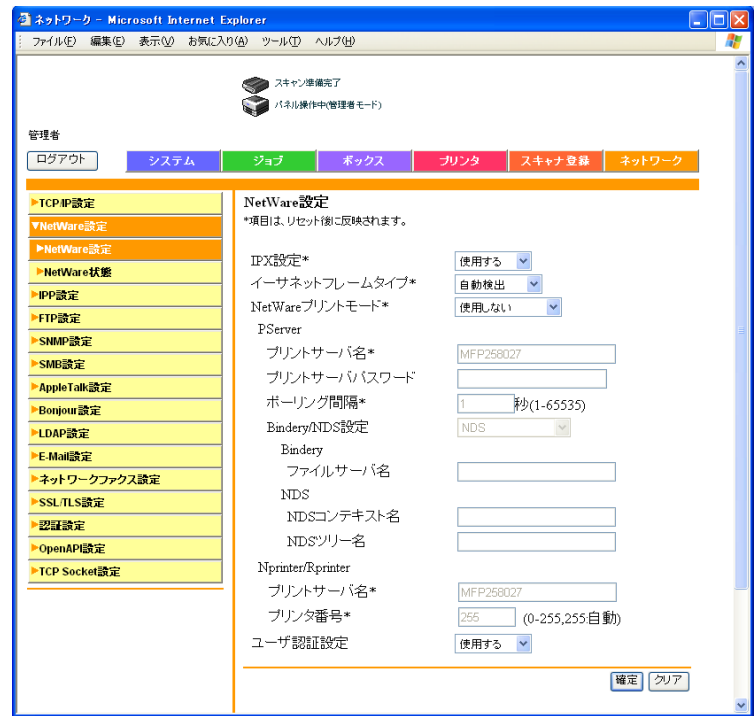 ネットワーク - Microsoft Internet Explorer
ファイル(F) 編集(E) 表示(V) お気に入り(A) ツール(T) ヘルプ(H)
スキャン準備完了
パネル操作中(管理者モード)
管理者
ログアウト システム ジョブ ボックス プリンタ スキャナ登録 ネットワーク
▶TCP/IP設定
▼NetWare設定
▶NetWare設定
▶NetWare状態
▶IPP設定
▶FTP設定
▶SNMP設定
▶SMB設定
▶AppleTalk設定
▶Bonjour設定
▶LDAP設定
▶E-Mail設定
▶ネットワークファクス設定
▶SSL/TLS設定
▶認証設定
▶OpenAPI設定
▶TCP Socket設定
NetWare設定
*項目は、リセット後に反映されます。
IPX設定* 使用する
イーサネットフレームタイプ* 自動検出
NetWareプリントモード* 使用しない
PServer
プリントサーバ名* MFP258027
プリントサーバパスワード
ポーリング間隔* 1 秒(1-65535)
Bindery/NDS設定 NDS
Bindery
ファイルサーバ名
NDS
NDSコンテキスト名
NDSツリー名
Nprinter/Rprinter
プリントサーバ名* MFP258027
プリンタ番号* 255 (0-255,255:自動)
ユーザ認証設定 使用する
確定 クリア